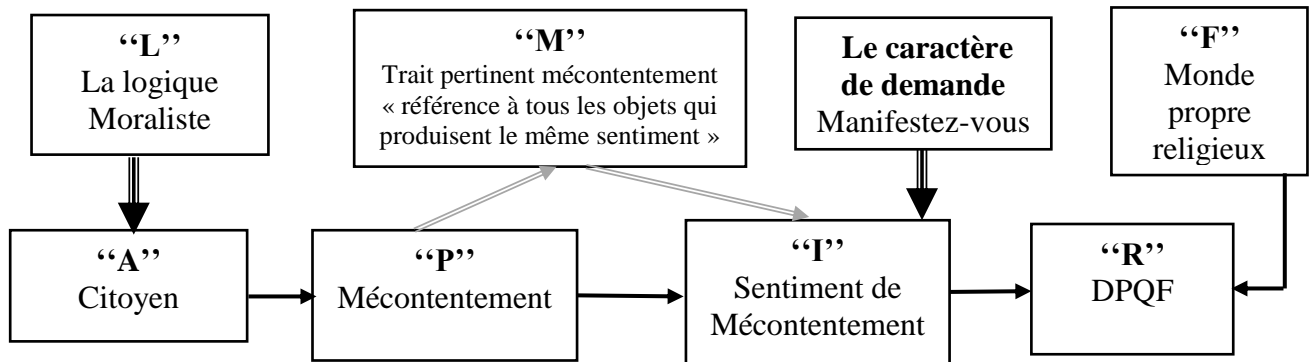 ‘‘L’’
La logique
Moraliste
‘‘M’’
Trait pertinent mécontentement
« référence à tous les objets qui
produisent le même sentiment »
Le caractère
de demande
Manifestez-vous
‘‘F’’
Monde
propre
religieux
‘‘A’’
Citoyen
‘‘P’’
Mécontentement
‘‘I’’
Sentiment de
Mécontentement
‘‘R’’
DPQF